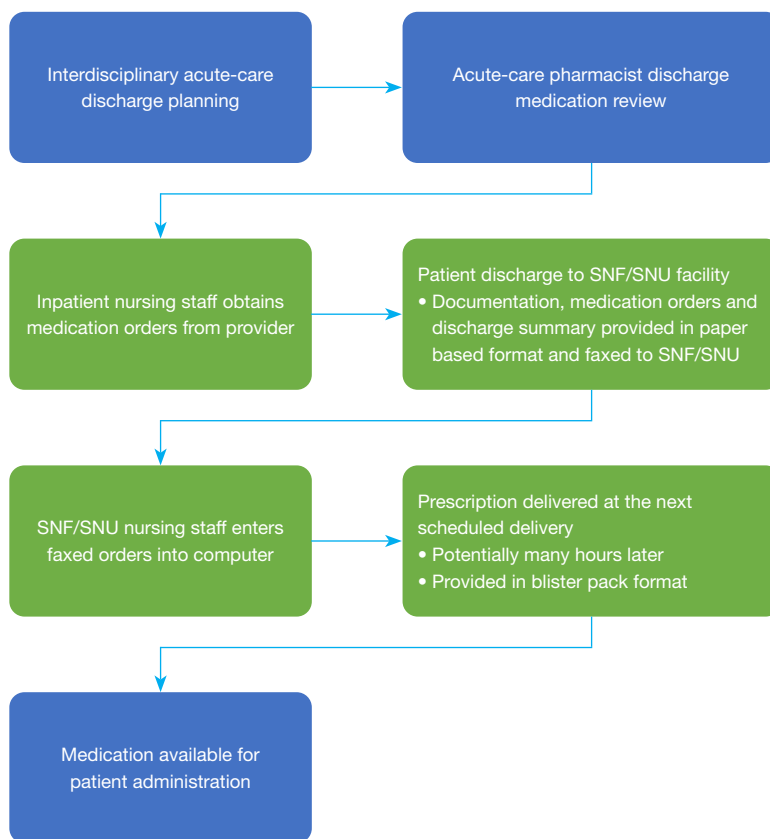 Interdisciplinary acute-care
discharge planning
Acute-care pharmacist discharge
medication review
Inpatient nursing staff obtains
medication orders from provider
Patient discharge to SNF/SNU facility
• Documentation, medication orders and
discharge summary provided in paper
based format and faxed to SNF/SNU
SNF/SNU nursing staff enters
faxed orders into computer
Prescription delivered at the next
scheduled delivery
• Potentially many hours later
• Provided in blister pack format
Medication available for
patient administration